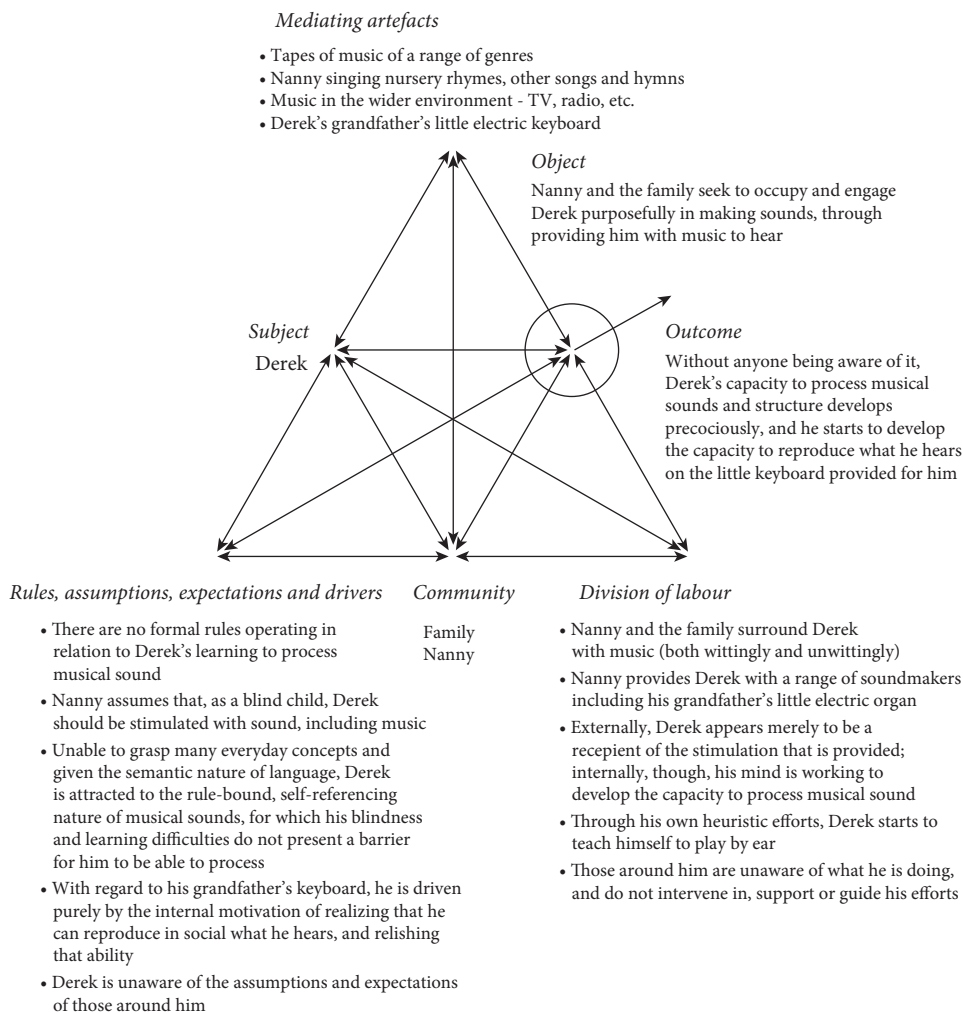 Mediating artefacts
• Tapes of music of a range of genres
• Nanny singing nursery rhymes, other songs and hymns
• Music in the wider environment - TV, radio, etc.
• Derek's grandfather's little electric keyboard
Object
Nanny and the family seek to occupy and engage
Derek purposefully in making sounds, through
providing him with music to hear
Subject
Derek
Outcome
Without anyone being aware of it,
Derek's capacity to process musical
sounds and structure develops
precociously, and he starts to develop
the capacity to reproduce what he hears
on the little keyboard provided for him
Rules, assumptions, expectations and drivers
• There are no formal rules operating in
relation to Derek's learning to process
musical sound
• Nanny assumes that, as a blind child, Derek
should be stimulated with sound, including music
• Unable to grasp many everyday concepts and
given the semantic nature of language, Derek
is attracted to the rule-bound, self-referencing
nature of musical sounds, for which his blindness
and learning difficulties do not present a barrier
for him to be able to process
• With regard to his grandfather's keyboard, he is driven
purely by the internal motivation of realizing that he
can reproduce in social what he hears, and relishing
that ability
• Derek is unaware of the assumptions and expectations
of those around him
Community
Family
Nanny
Division of labour
• Nanny and the family surround Derek
with music (both wittingly and unwittingly)
• Nanny provides Derek with a range of soundmakers
including his grandfather's little electric organ
• Externally, Derek appears merely to be a
recepient of the stimulation that is provided;
internally, though, his mind is working to
develop the capacity to process musical sound
• Through his own heuristic efforts, Derek starts to
teach himself to play by ear
• Those around him are unaware of what he is doing,
and do not intervene in, support or guide his efforts